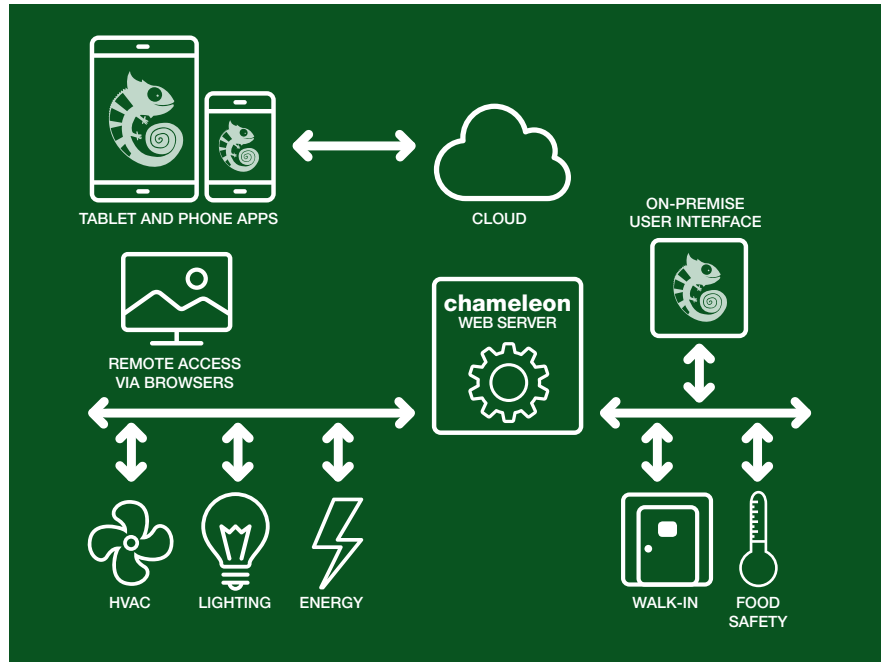 TABLET AND PHONE APPS
CLOUD
ON-PREMISE
USER INTERFACE
chameleon
WEB SERVER
REMOTE ACCESS
VIA BROWSERS
HVAC
LIGHTING
ENERGY
WALK-IN
FOOD
SAFETY